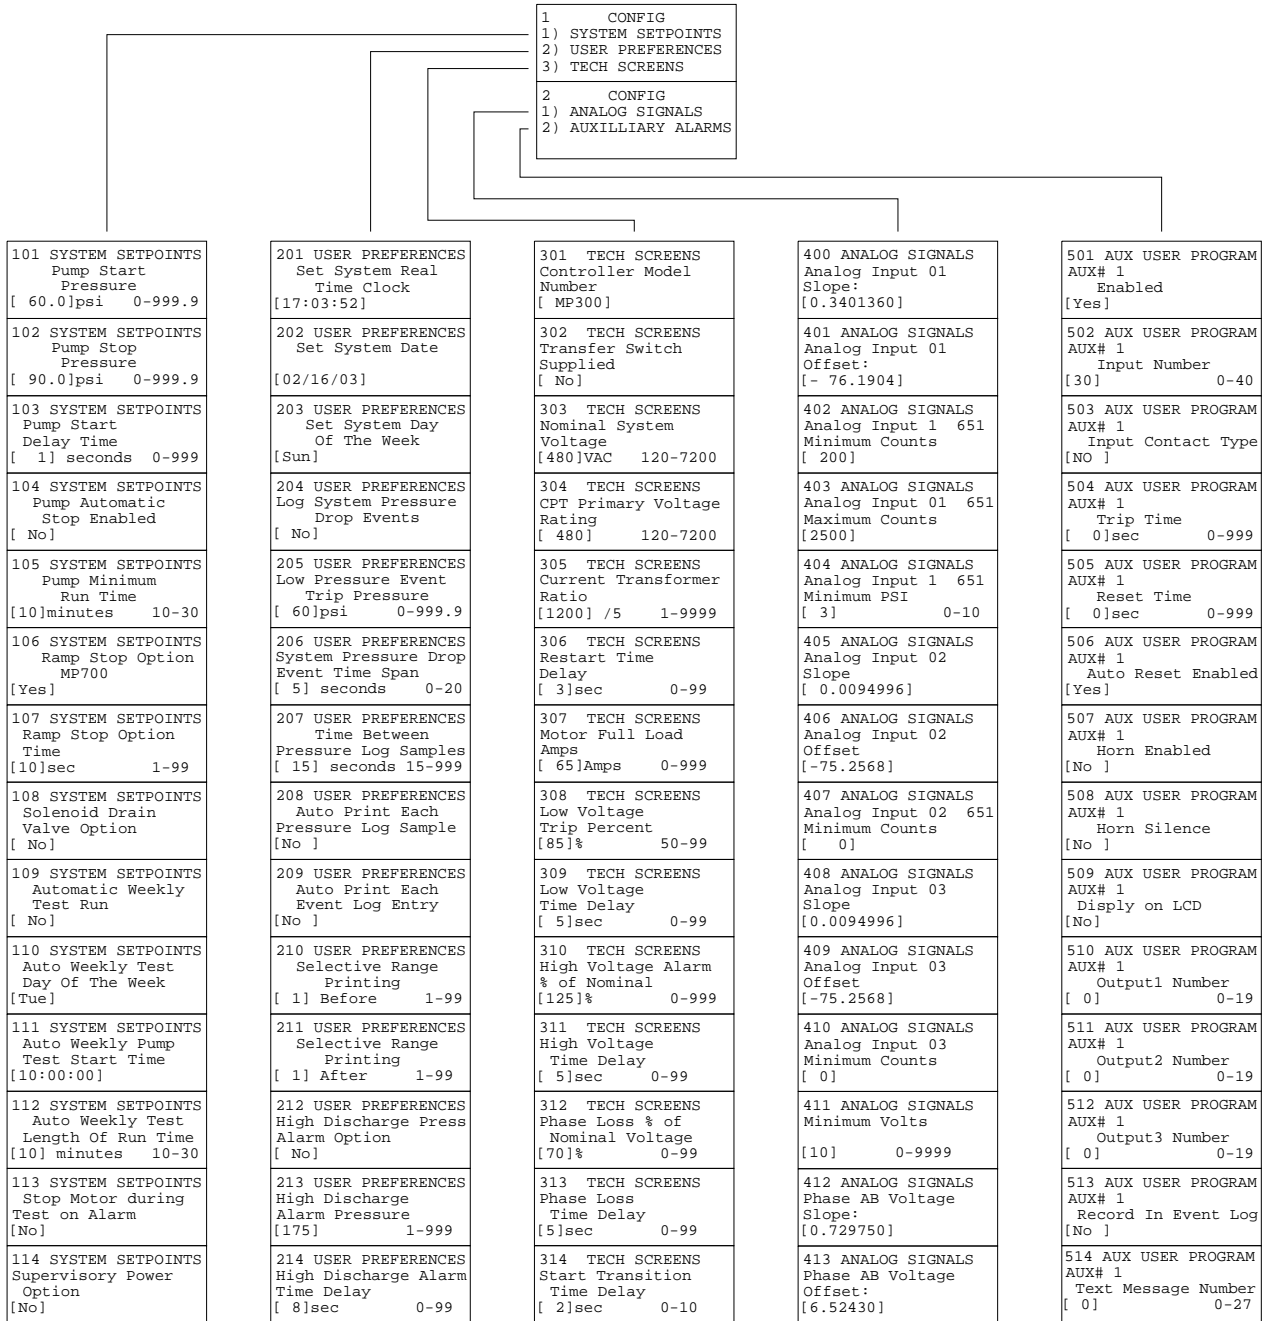 1 CONFIG
1) SYSTEM SETPOINTS
2) USER PREFERENCES
3) TECH SCREENS
2 CONFIG
1) ANALOG SIGNALS
2) AUXILLIARY ALARMS
101 SYSTEM SETPOINTS
Pump Start
Pressure
[ 60.0]psi 0-999.9
102 SYSTEM SETPOINTS
Pump Stop
Pressure
[ 90.0]psi 0-999.9
103 SYSTEM SETPOINTS
Pump Start
Delay Time
[ 1] seconds 0-999
104 SYSTEM SETPOINTS
Pump Automatic
Stop Enabled
[ No]
105 SYSTEM SETPOINTS
Pump Minimum
Run Time
[10]minutes 10-30
106 SYSTEM SETPOINTS
Ramp Stop Option
MP700
[Yes]
107 SYSTEM SETPOINTS
Ramp Stop Option
Time
[10]sec 1-99
108 SYSTEM SETPOINTS
Solenoid Drain
Valve Option
[ No]
109 SYSTEM SETPOINTS
Automatic Weekly
Test Run
[ No]
110 SYSTEM SETPOINTS
Auto Weekly Test
Day Of The Week
[Tue]
111 SYSTEM SETPOINTS
Auto Weekly Pump
Test Start Time
[10:00:00]
112 SYSTEM SETPOINTS
Auto Weekly Test
Length Of Run Time
[10] minutes 10-30
113 SYSTEM SETPOINTS
Stop Motor during
Test on Alarm
[No]
114 SYSTEM SETPOINTS
Supervisory Power
Option
[No]
201 USER PREFERENCES
Set System Real
Time Clock
[17:03:52]
202 USER PREFERENCES
Set System Date
[02/16/03]
203 USER PREFERENCES
Set System Day
Of The Week
[Sun]
204 USER PREFERENCES
Log System Pressure
Drop Events
[ No]
205 USER PREFERENCES
Low Pressure Event
Trip Pressure
[ 60]psi 0-999.9
206 USER PREFERENCES
System Pressure Drop
Event Time Span
[ 5] seconds 0-20
207 USER PREFERENCES
Time Between
Pressure Log Samples
[ 15] seconds 15-999
208 USER PREFERENCES
Auto Print Each
Pressure Log Sample
[No ]
209 USER PREFERENCES
Auto Print Each
Event Log Entry
[No ]
210 USER PREFERENCES
Selective Range
Printing
[ 1] Before 1-99
211 USER PREFERENCES
Selective Range
Printing
[ 1] After 1-99
212 USER PREFERENCES
High Discharge Press
Alarm Option
[ No]
213 USER PREFERENCES
High Discharge
Alarm Pressure
[175] 1-999
214 USER PREFERENCES
High Discharge Alarm
Time Delay
[ 8]sec 0-99
301 TECH SCREENS
Controller Model
Number
[ MP300]
302 TECH SCREENS
Transfer Switch
Supplied
[ No]
303 TECH SCREENS
Nominal System
Voltage
[480]VAC 120-7200
304 TECH SCREENS
CPT Primary Voltage
Rating
[ 480] 120-7200
305 TECH SCREENS
Current Transformer
Ratio
[1200] /5 1-9999
306 TECH SCREENS
Restart Time
Delay
[ 3]sec 0-99
307 TECH SCREENS
Motor Full Load
Amps
[ 65]Amps 0-999
308 TECH SCREENS
Low Voltage
Trip Percent
[85]% 50-99
309 TECH SCREENS
Low Voltage
Time Delay
[ 5]sec 0-99
310 TECH SCREENS
High Voltage Alarm
% of Nominal
[125]% 0-999
311 TECH SCREENS
High Voltage
Time Delay
[ 5]sec 0-99
312 TECH SCREENS
Phase Loss % of
Nominal Voltage
[70]% 0-99
313 TECH SCREENS
Phase Loss
Time Delay
[5]sec 0-99
314 TECH SCREENS
Start Transition
Time Delay
[ 2]sec 0-10
400 ANALOG SIGNALS
Analog Input 01
Slope:
[0.3401360]
401 ANALOG SIGNALS
Analog Input 01
Offset:
[- 76.1904]
402 ANALOG SIGNALS
Analog Input 1 651
Minimum Counts
[ 200]
403 ANALOG SIGNALS
Analog Input 01 651
Maximum Counts
[2500]
404 ANALOG SIGNALS
Analog Input 1 651
Minimum PSI
[ 3] 0-10
405 ANALOG SIGNALS
Analog Input 02
Slope
[ 0.0094996]
406 ANALOG SIGNALS
Analog Input 02
Offset
[-75.2568]
407 ANALOG SIGNALS
Analog Input 02 651
Minimum Counts
[ 0]
408 ANALOG SIGNALS
Analog Input 03
Slope
[0.0094996]
409 ANALOG SIGNALS
Analog Input 03
Offset
[-75.2568]
410 ANALOG SIGNALS
Analog Input 03
Minimum Counts
[ 0]
411 ANALOG SIGNALS
Minimum Volts
[10] 0-9999
412 ANALOG SIGNALS
Phase AB Voltage
Slope:
[0.729750]
413 ANALOG SIGNALS
Phase AB Voltage
Offset:
[6.52430]
501 AUX USER PROGRAM
AUX# 1
Enabled
[Yes]
502 AUX USER PROGRAM
AUX# 1
Input Number
[30] 0-40
503 AUX USER PROGRAM
AUX# 1
Input Contact Type
[NO ]
504 AUX USER PROGRAM
AUX# 1
Trip Time
[ 0]sec 0-999
505 AUX USER PROGRAM
AUX# 1
Reset Time
[ 0]sec 0-999
506 AUX USER PROGRAM
AUX# 1
Auto Reset Enabled
[Yes]
507 AUX USER PROGRAM
AUX# 1
Horn Enabled
[No ]
508 AUX USER PROGRAM
AUX# 1
Horn Silence
[No ]
509 AUX USER PROGRAM
AUX# 1
Disply on LCD
[No]
510 AUX USER PROGRAM
AUX# 1
Output1 Number
[ 0] 0-19
511 AUX USER PROGRAM
AUX# 1
Output2 Number
[ 0] 0-19
512 AUX USER PROGRAM
AUX# 1
Output3 Number
[ 0] 0-19
513 AUX USER PROGRAM
AUX# 1
Record In Event Log
[No ]
514 AUX USER PROGRAM
AUX# 1
Text Message Number
[ 0] 0-27